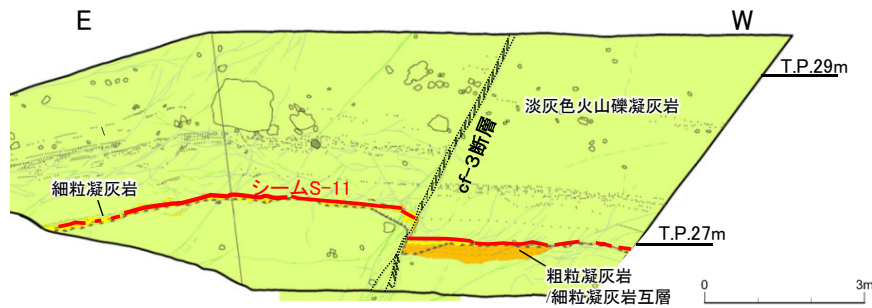 E
W
T.P.29m
淡灰色火山礫凝灰岩
cf-3断層
シームS-11
細粒凝灰岩
T.P.27m
粗粒凝灰岩
/細粒凝灰岩互層
0 3m